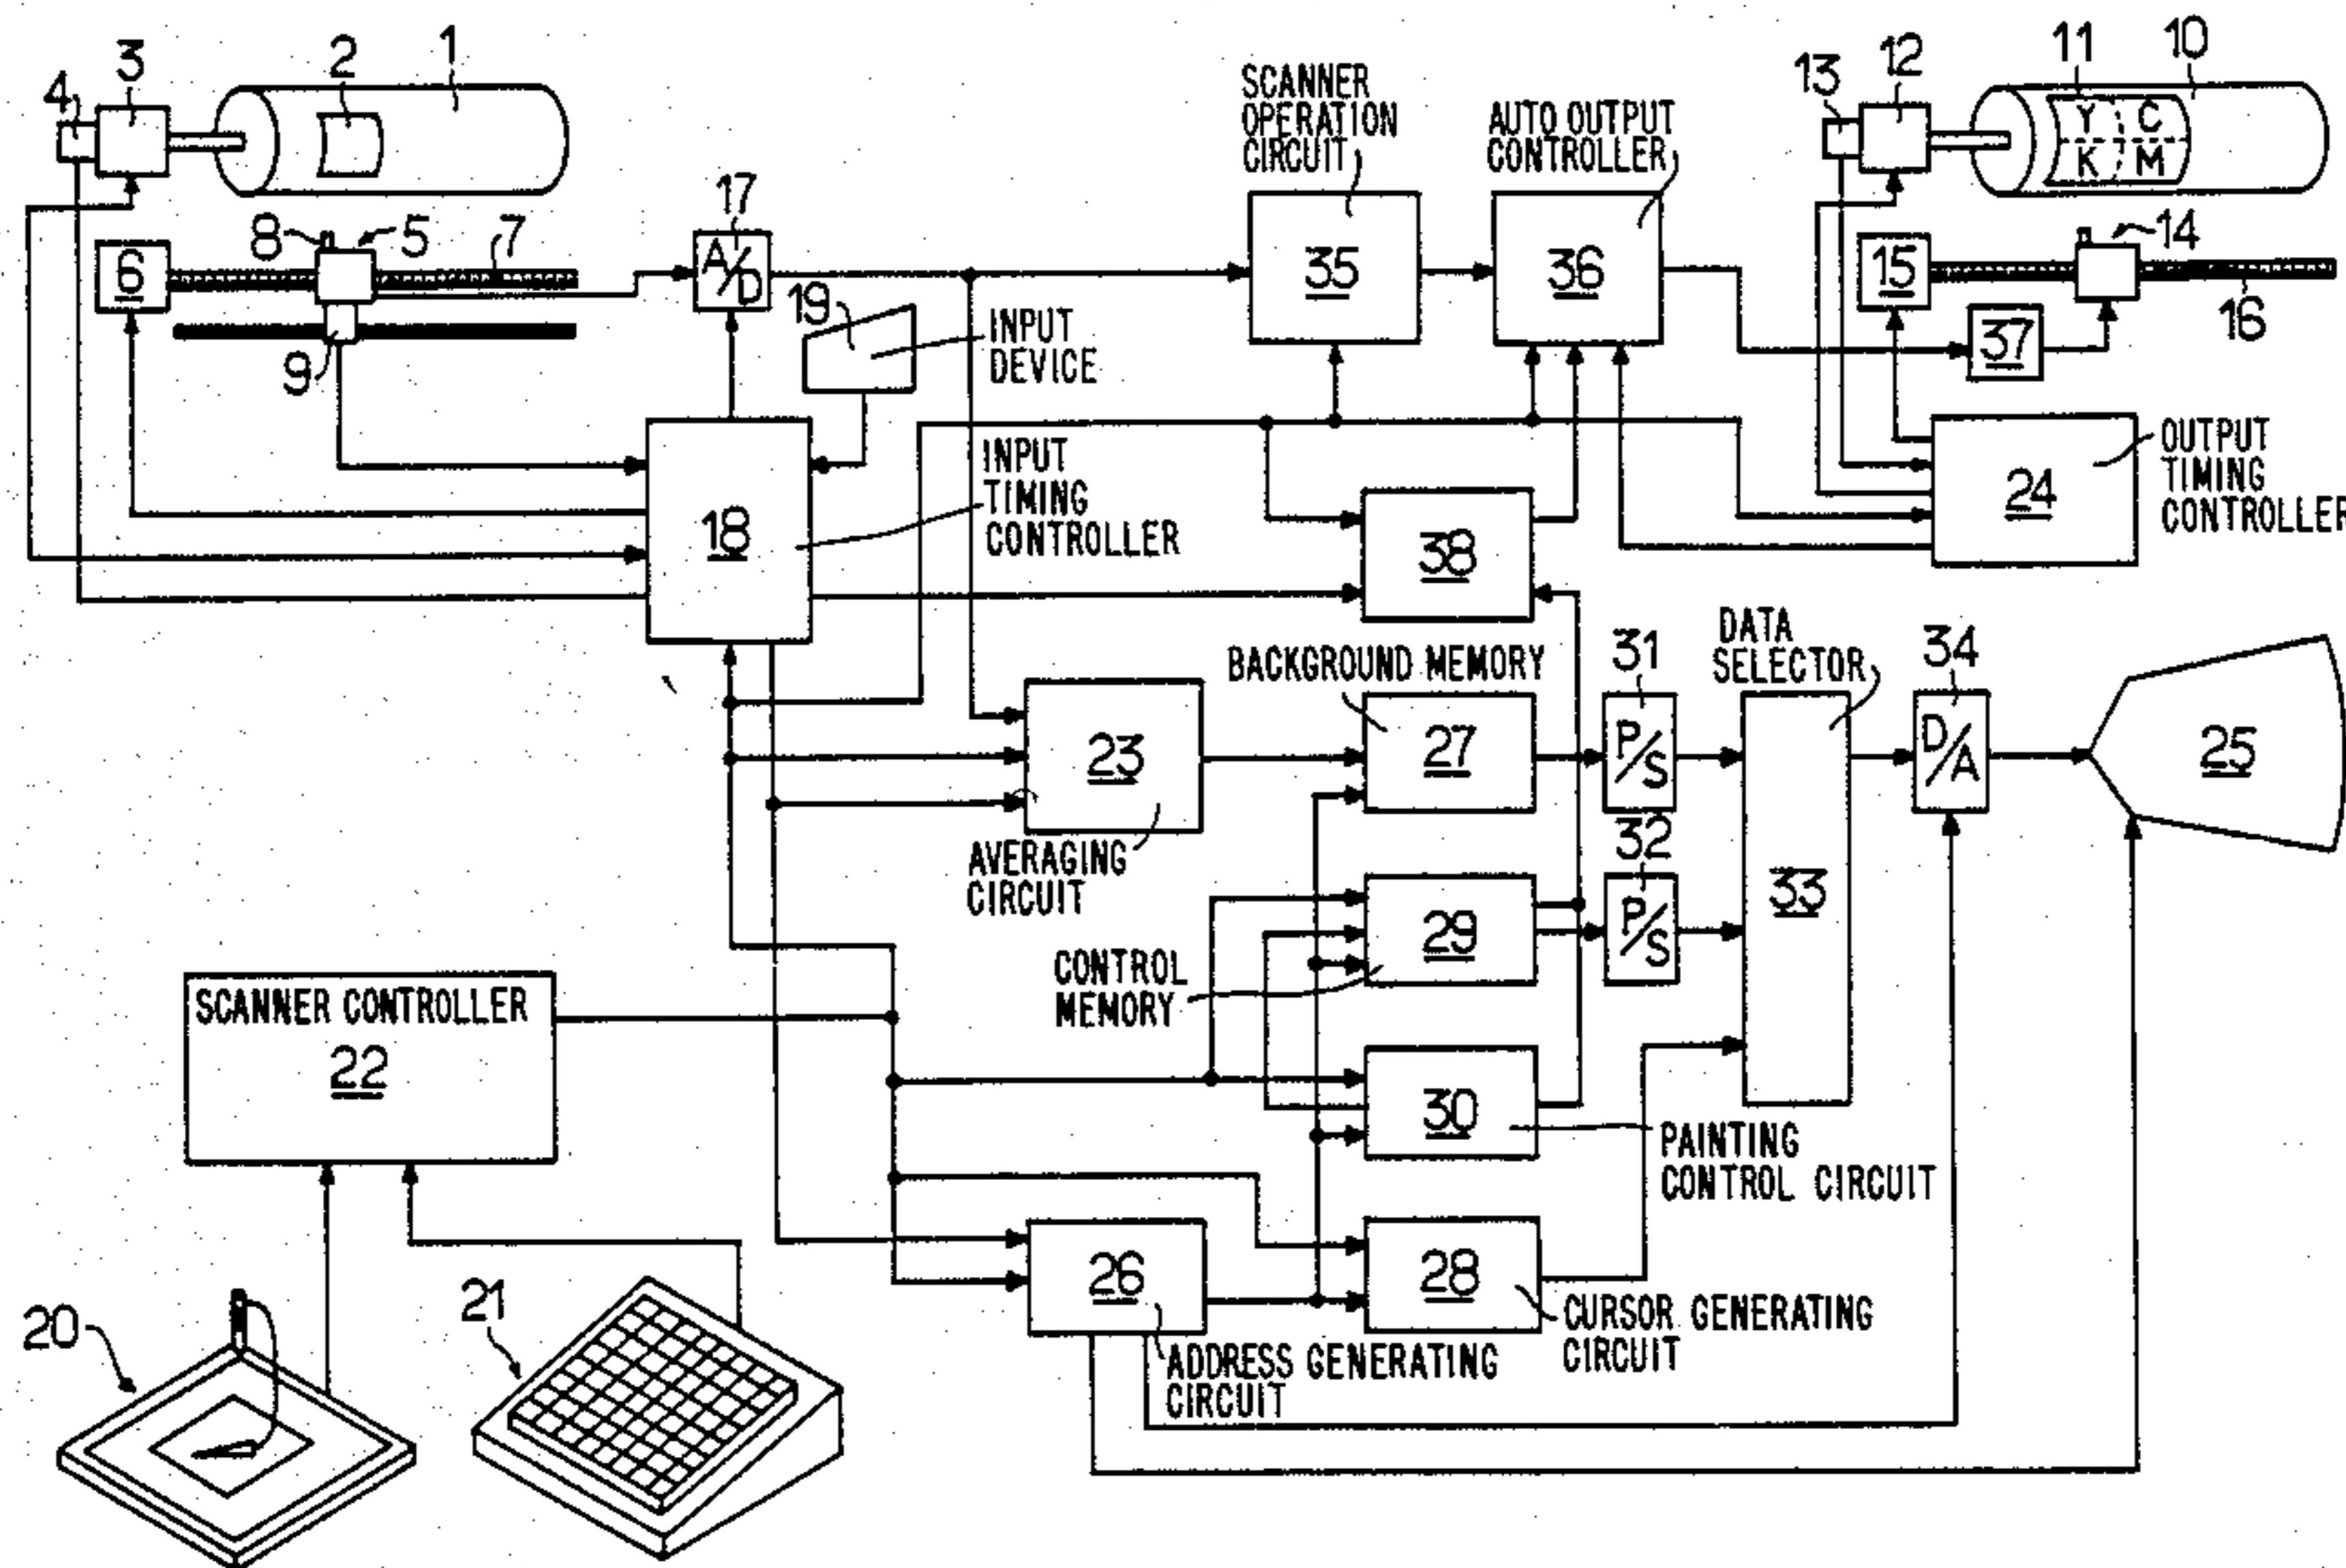 1
2
3
4
5
6
7
8
9
10
11
Y C
K M
12
13
14
15
16
17
A/D
19
INPUT
DEVICE
SCANNER
OPERATION
CIRCUIT
35
AUTO OUTPUT
CONTROLLER
36
37
18
INPUT
TIMING
CONTROLLER
38
24
OUTPUT
TIMING
CONTROLLER
23
AVERAGING
CIRCUIT
BACKGROUND MEMORY
27
31
P/S
32
P/S
DATA
SELECTOR
33
34
D/A
25
29
CONTROL
MEMORY
30
PAINTING
CONTROL CIRCUIT
SCANNER CONTROLLER
22
26
ADDRESS GENERATING
CIRCUIT
28
CURSOR GENERATING
CIRCUIT
20
21